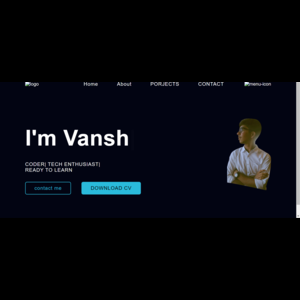 logo Home About PORJECTS CONTACT menu-icon
I'm Vansh
CODER| TECH ENTHUSIAST|
READY TO LEARN
contact me DOWNLOAD CV